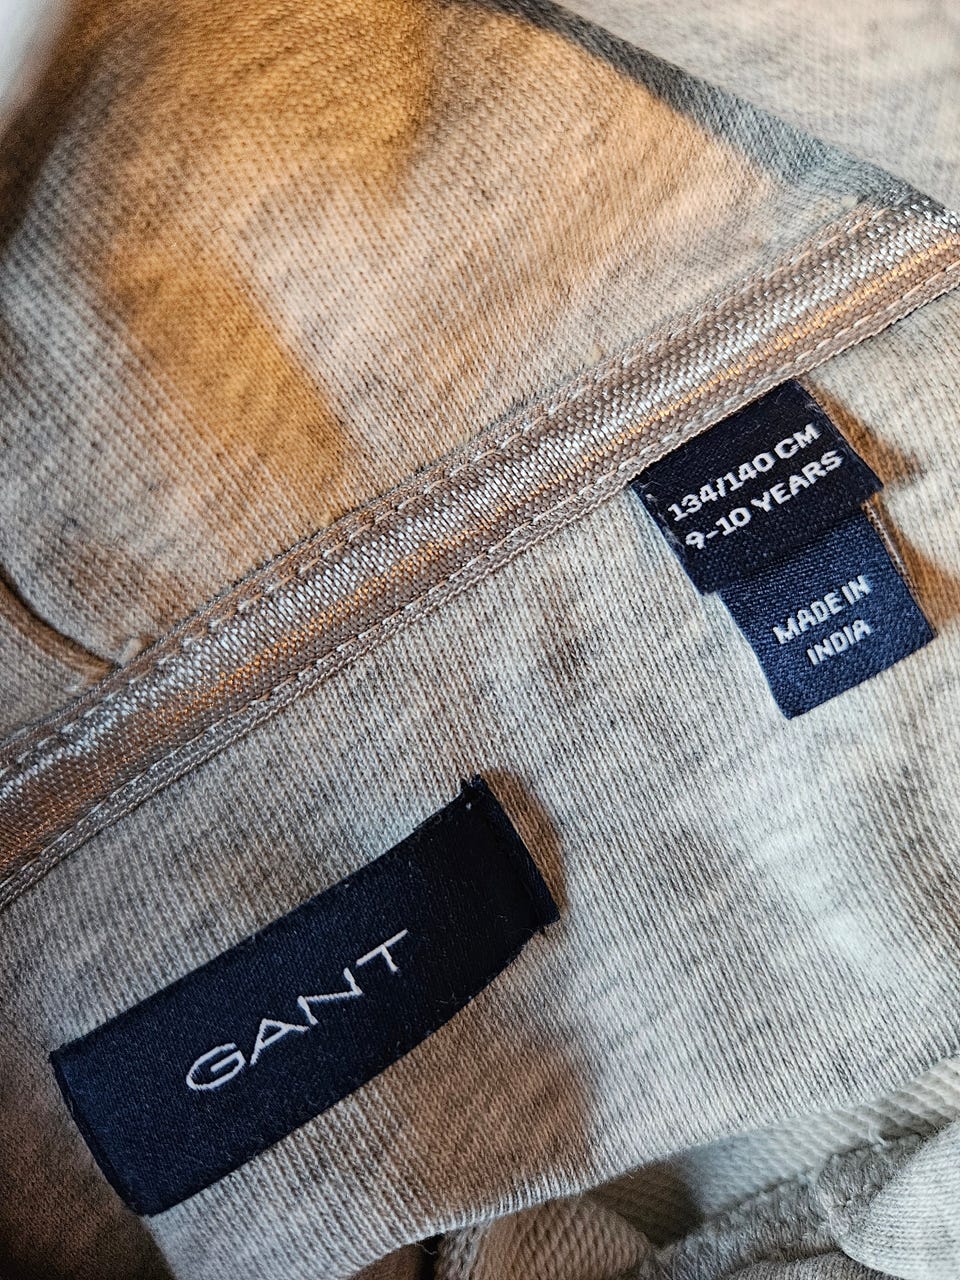 134/140 CM
9-10 YEARS
MADE IN
INDIA
GANT